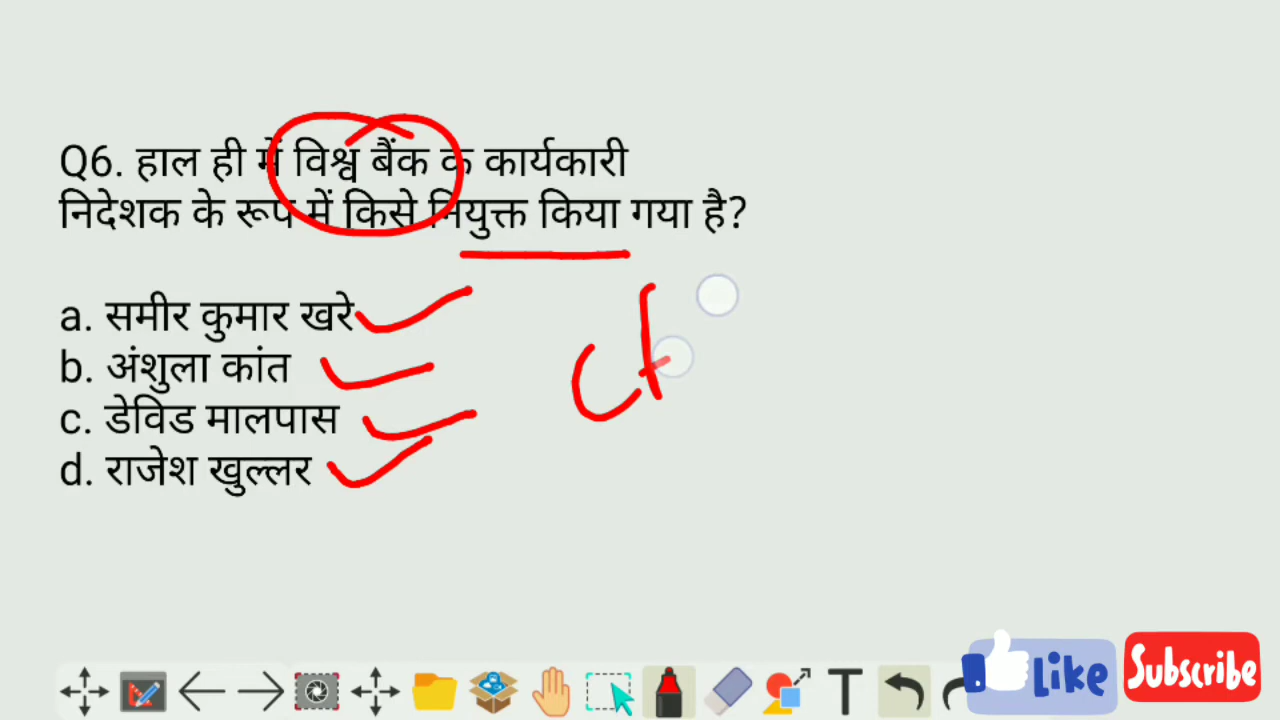 Q6. हाल ही में विश्व बैंक के कार्यकारी
निदेशक के रूप में किसे नियुक्त किया गया है?
a. समीर कुमार खरे
b. अंशुला कांत
c. डेविड मालपास
d. राजेश खुल्लर
d
T
Like
Subscribe